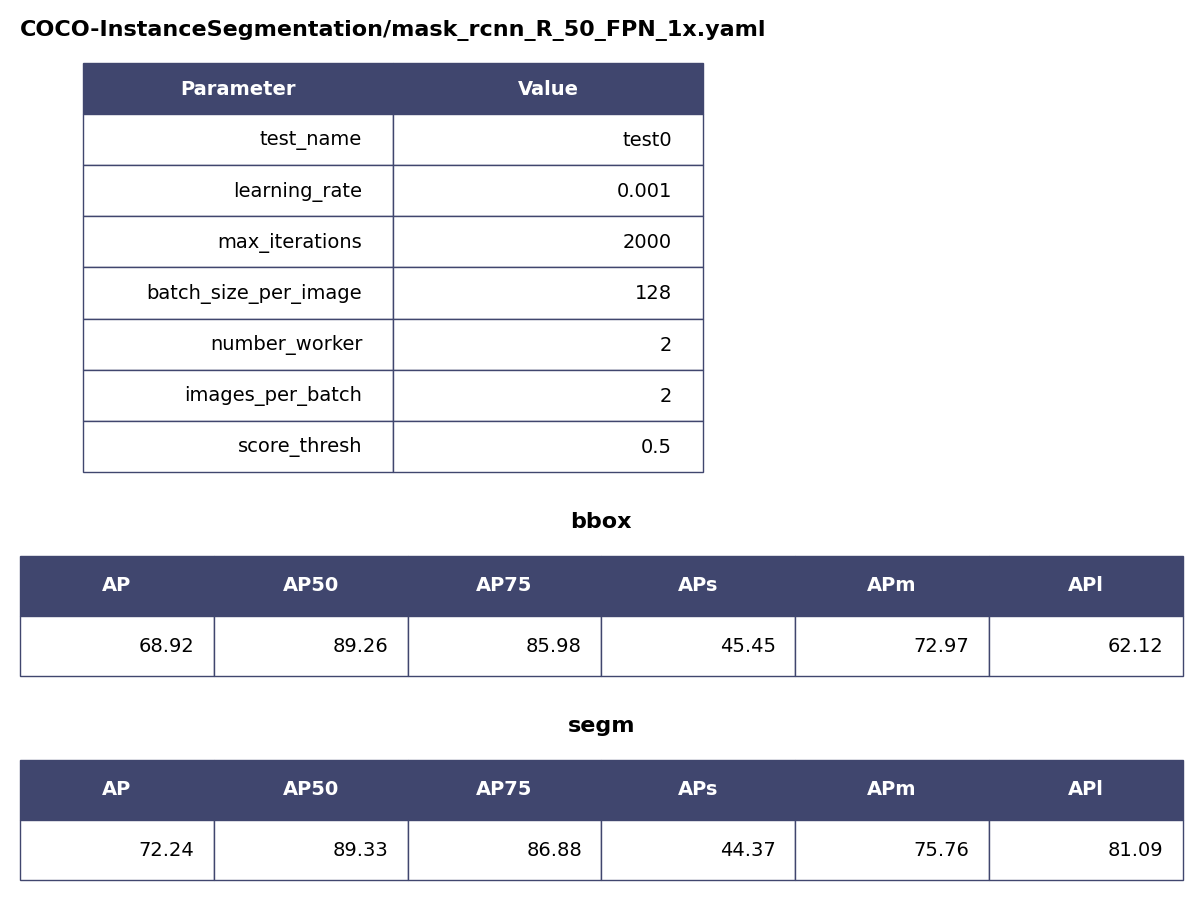 COCO-InstanceSegmentation/mask_rcnn_R_50_FPN_1x.yaml
Parameter Value
test_name test0
learning_rate 0.001
max_iterations 2000
batch_size_per_image 128
number_worker 2
images_per_batch 2
score_thresh 0.5
bbox
AP AP50 AP75 APs APm APl
68.92 89.26 85.98 45.45 72.97 62.12
segm
AP AP50 AP75 APs APm APl
72.24 89.33 86.88 44.37 75.76 81.09